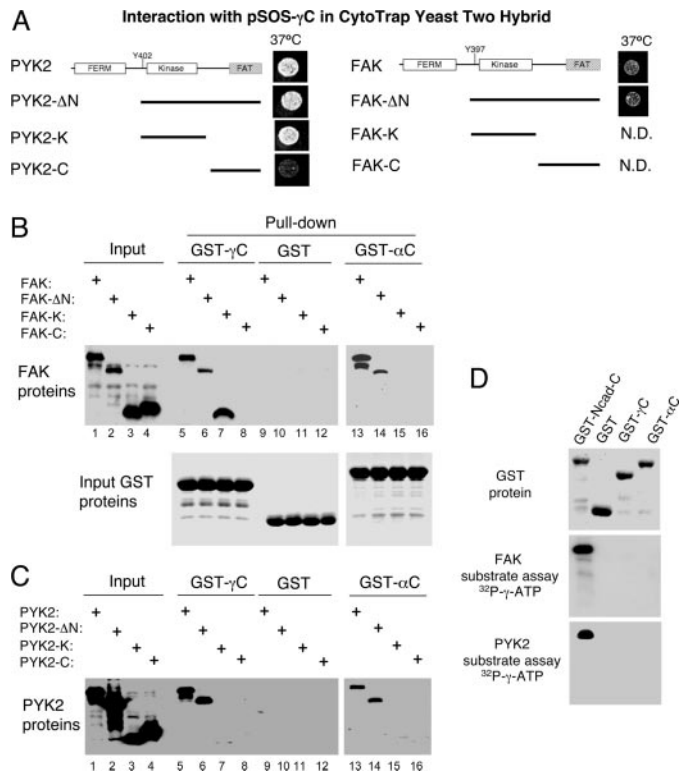 A
Interaction with pSOS-γC in CytoTrap Yeast Two Hybrid
37ºC
PYK2
Y402
FERM Kinase FAT
PYK2-ΔN
PYK2-K
PYK2-C
37ºC
FAK
Y397
FERM Kinase FAT
FAK-ΔN
FAK-K N.D.
FAK-C N.D.
B
Pull-down
Input GST-γC GST GST-αC
FAK: + + + +
FAK-ΔN: + + + +
FAK-K: + + + +
FAK-C: + + + +
FAK
proteins
1 2 3 4 5 6 7 8 9 10 11 12 13 14 15 16
Input GST
proteins
C
Input GST-γC GST GST-αC
PYK2: + + + +
PYK2-ΔN: + + + +
PYK2-K: + + + +
PYK2-C: + + + +
PYK2
proteins
1 2 3 4 5 6 7 8 9 10 11 12 13 14 15 16
D
GST-Ncad-C
GST
GST-γC
GST-αC
GST
protein
FAK
substrate assay
³²P-γ-ATP
PYK2
substrate assay
³²P-γ-ATP